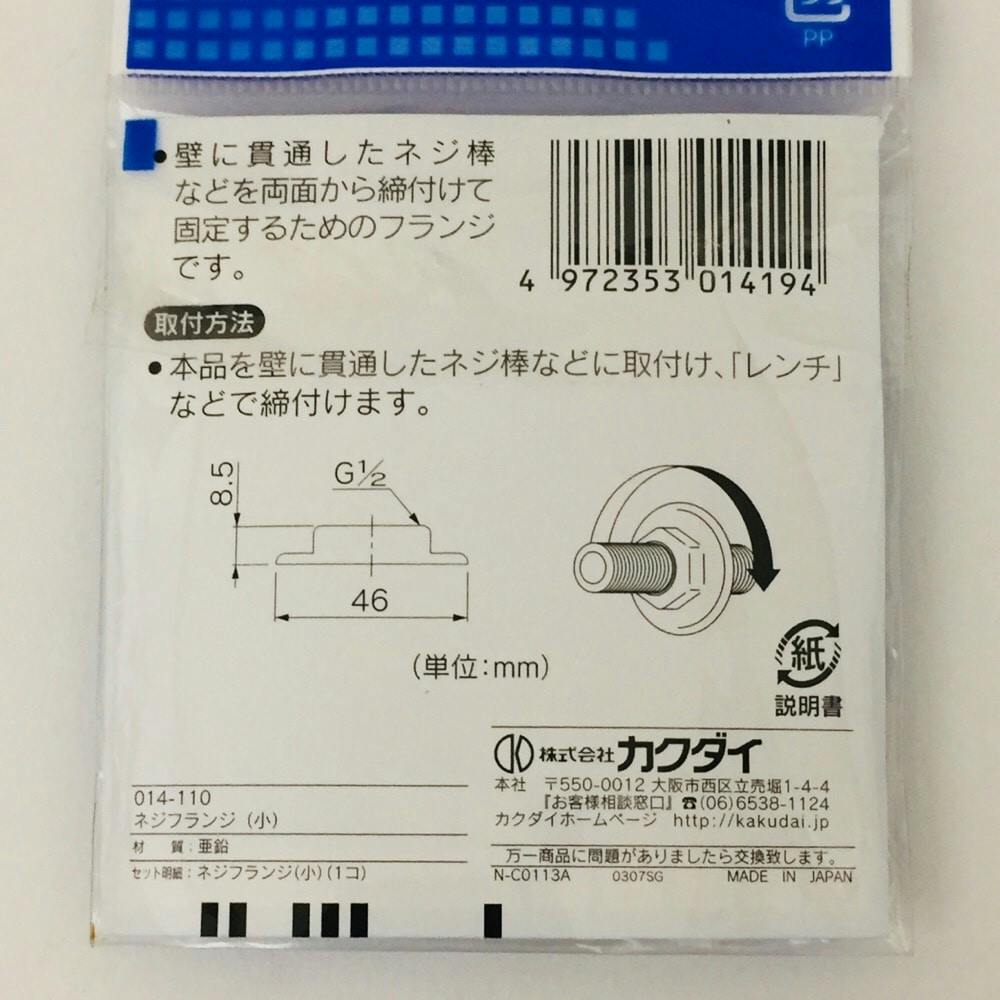 PP
●壁に貫通したネジ棒
などを両面から締付けて
固定するためのフランジ
です。
4 972353 014194
取付方法
●本品を壁に貫通したネジ棒などに取付け、「レンチ」
などで締付けます。
8.5
G1/2
46
(単位:mm)
紙
説明書
株式会社カクダイ
本社 〒550-0012 大阪市西区立売堀1-4-4
『お客様相談窓口』☎(06)6538-1124
カクダイホームページ http://kakudai.jp
万一商品に問題がありましたら交換致します。
N-C0113A 0307SG MADE IN JAPAN
014-110
ネジフランジ(小)
材 質:亜鉛
セット明細:ネジフランジ(小)(1コ)